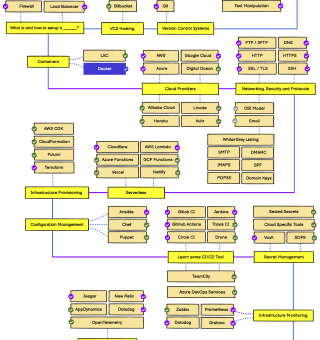 Firewall
Load Balancer
Bitbucket
Git
Text Manipulation
What is and how to setup a ______?
VCS Hosting
Version Control Systems
FTP / SFTP
DNS
LXC
AWS
Google Cloud
HTTP
HTTPS
Containers
Docker
Azure
Digital Ocean
SSL / TLS
SSH
Cloud Providers
Networking, Security and Protocols
Alibaba Cloud
Linode
OSI Model
Heroku
Vultr
Email
AWS CDK
White/Grey Listing
CloudFormation
Cloudflare
AWS Lambda
SMTP
DMARC
Pulumi
Azure Functions
GCP Functions
IMAPS
SPF
Terraform
Vercel
Netlify
POP3S
Domain Keys
Infrastructure Provisioning
Serverless
Ansible
Gitlab CI
Jenkins
Sealed Secrets
Configuration Management
Chef
GitHub Actions
Travis CI
Cloud Specific Tools
Puppet
Circle CI
Drone
Vault
SOPS
Learn some CI/CD Tool
Secret Management
TeamCity
Azure DevOps Services
Jaeger
New Relic
AppDynamics
Datadog
Zabbix
Prometheus
Infrastructure Monitoring
OpenTelemetry
Datadog
Grafana